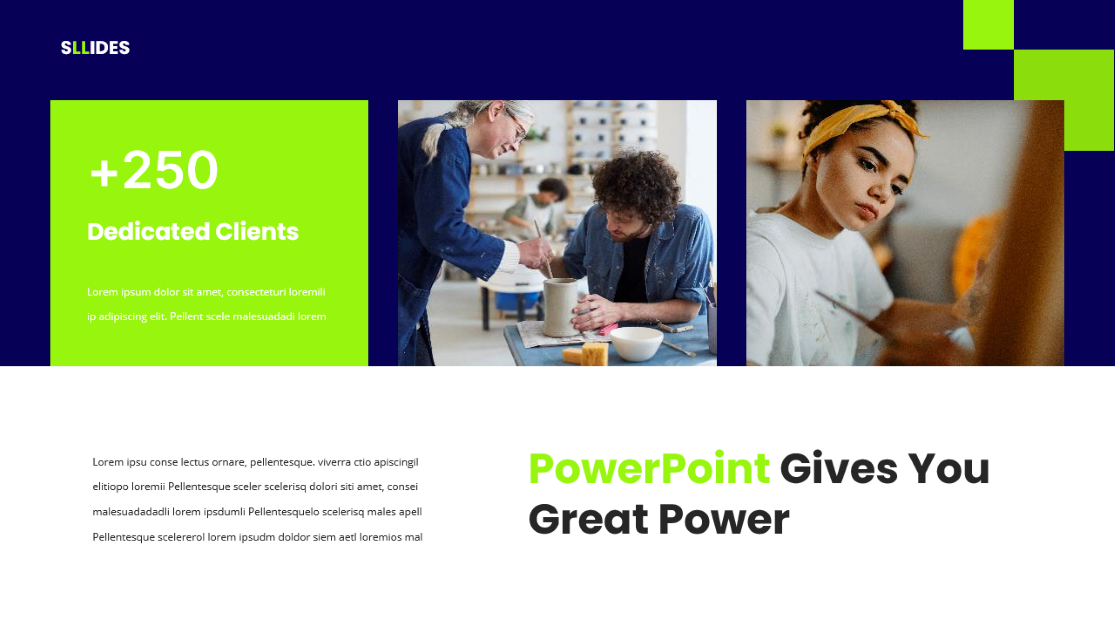 SLLIDES
+250
Dedicated Clients
Lorem ipsum dolor sit amet, consecteturi loremili
ip adipiscing elit. Pellent scele malesuadadi lorem
Lorem ipsu conse lectus ornare, pellentesque. viverra ctio apiscingil
elitiopo loremii Pellentesque sceler scelerisq dolori siti amet, consei
malesuadadadli lorem ipsdumli Pellentesquelo scelerisq males apell
Pellentesque scelererol lorem ipsudm doldor siem aetl loremios mal
PowerPoint Gives You
Great Power